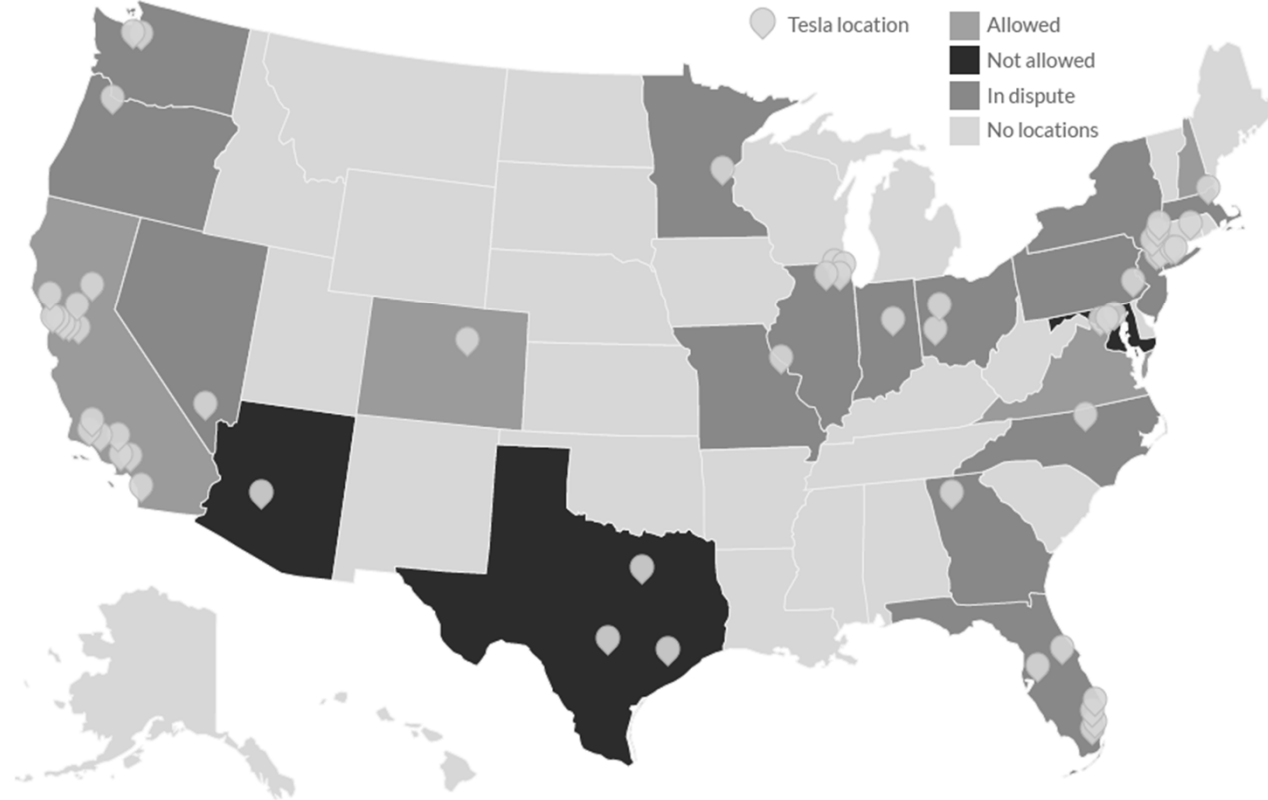 Tesla location
Allowed
Not allowed
In dispute
No locations